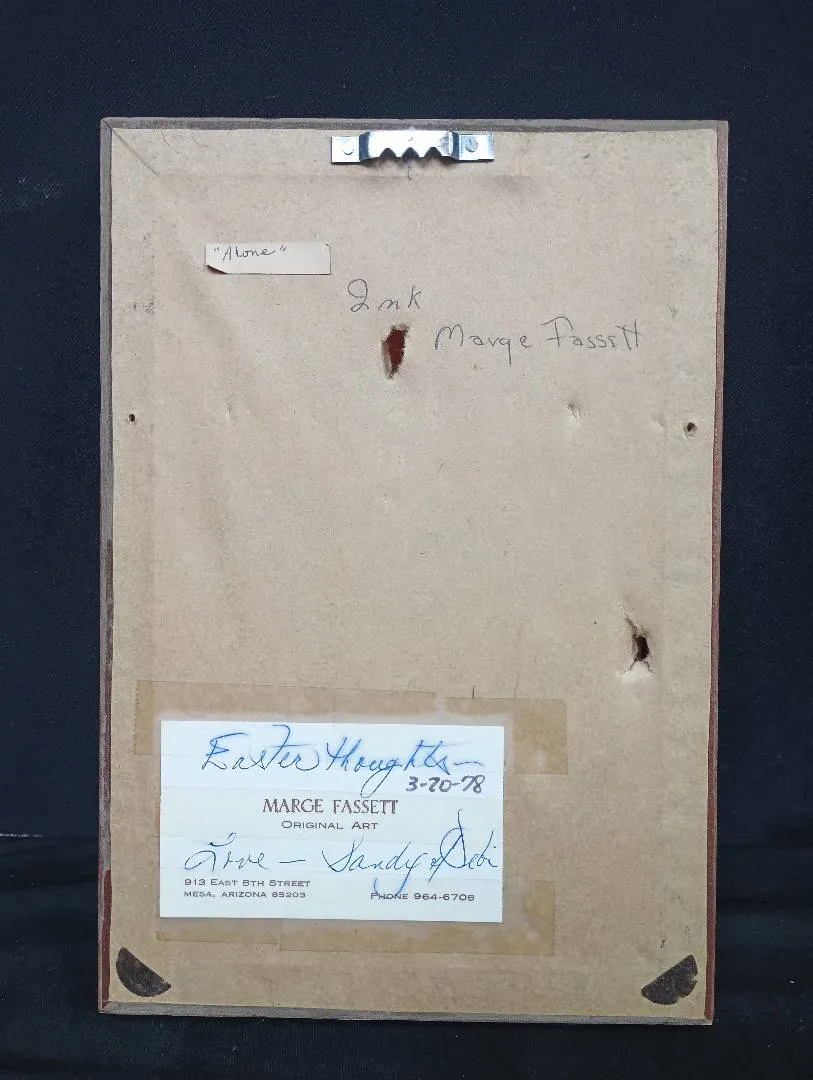 "Alone"
Ink
Marge Fassett
Easter thoughts—
3-20-78
MARGE FASSETT
ORIGINAL ART
Love — Sandy & Debi
913 EAST 8TH STREET
MESA, ARIZONA 85203
PHONE 964-6708